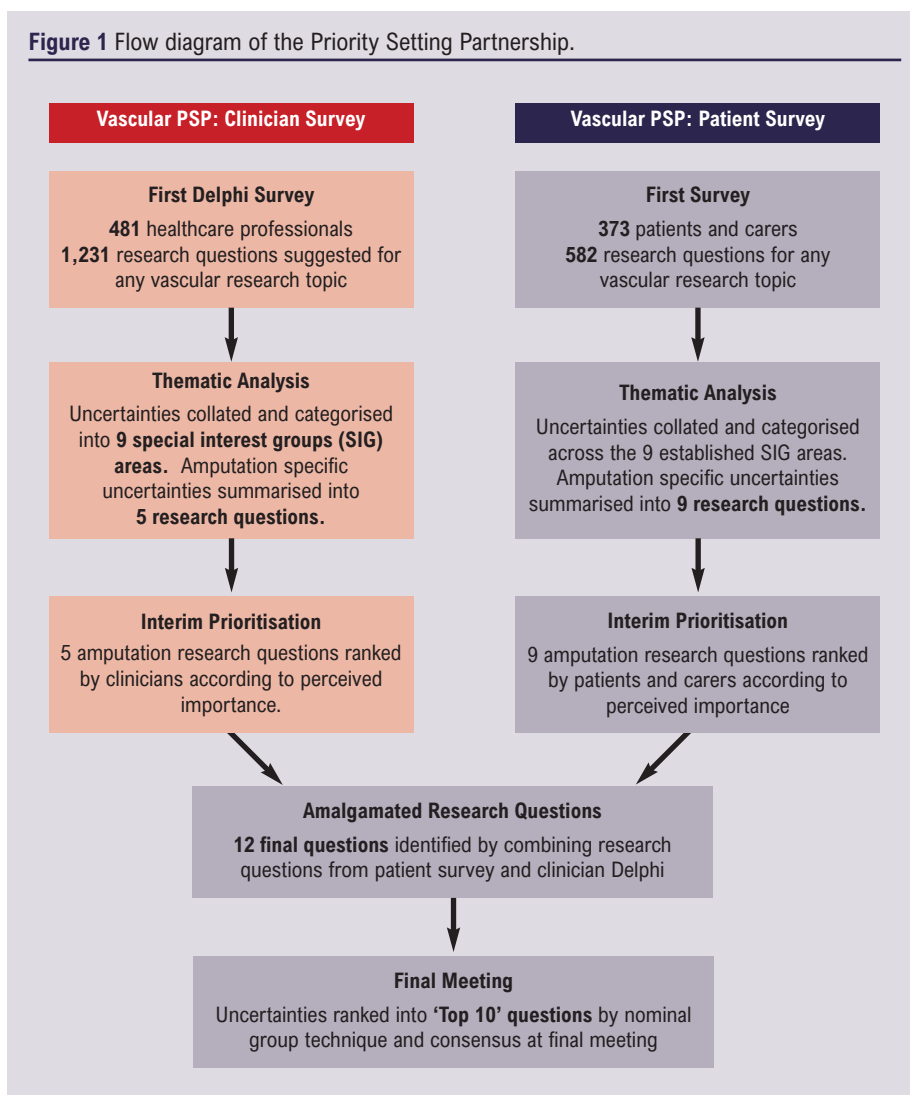 Figure 1 Flow diagram of the Priority Setting Partnership.
Vascular PSP: Clinician Survey
First Delphi Survey
481 healthcare professionals
1,231 research questions suggested for
any vascular research topic
Thematic Analysis
Uncertainties collated and categorised
into 9 special interest groups (SIG)
areas. Amputation specific
uncertainties summarised into
5 research questions.
Interim Prioritisation
5 amputation research questions ranked
by clinicians according to perceived
importance.
Vascular PSP: Patient Survey
First Survey
373 patients and carers
582 research questions for any
vascular research topic
Thematic Analysis
Uncertainties collated and categorised
across the 9 established SIG areas.
Amputation specific uncertainties
summarised into 9 research questions.
Interim Prioritisation
9 amputation research questions ranked
by patients and carers according to
perceived importance
Amalgamated Research Questions
12 final questions identified by combining research
questions from patient survey and clinician Delphi
Final Meeting
Uncertainties ranked into ‘Top 10’ questions by nominal
group technique and consensus at final meeting